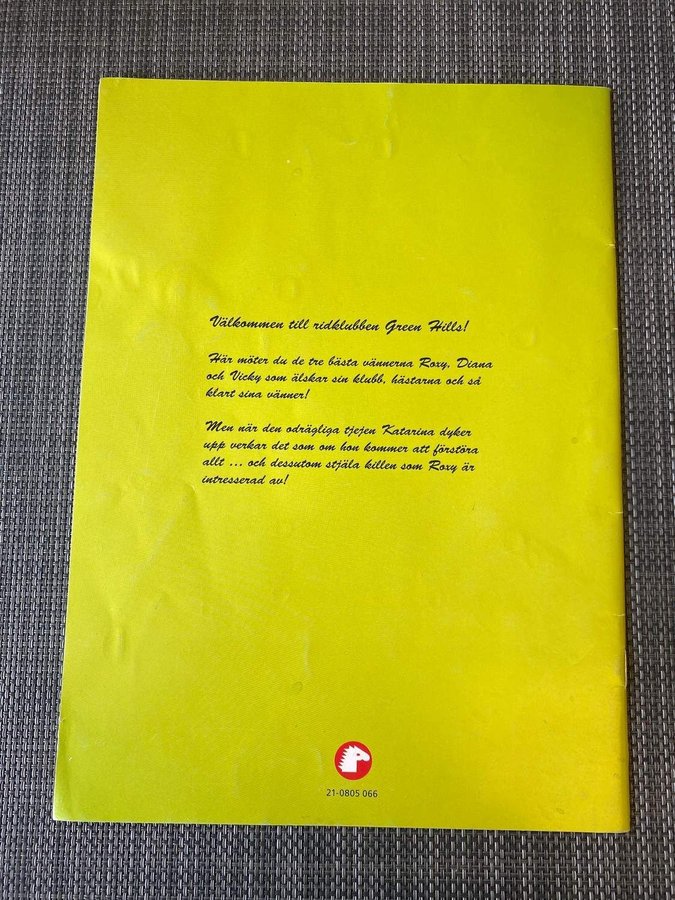 Välkommen till ridklubben Green Hills!
Här möter du de tre bästa vännerna Roxy, Diana
och Vicky som älskar sin klubb, hästarna och så
klart sina vänner!
Men när den odrägliga tjejen Katarina dyker
upp verkar det som om hon kommer att förstöra
allt ... och dessutom stjäla killen som Roxy är
intresserad av!
21-0805 066